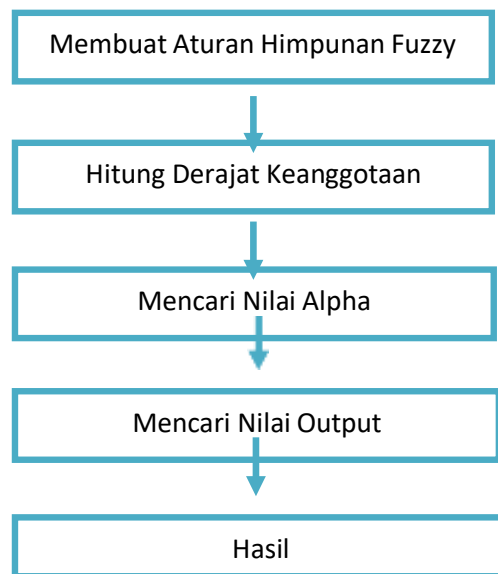 Membuat Aturan Himpunan Fuzzy
Hitung Derajat Keanggotaan
Mencari Nilai Alpha
Mencari Nilai Output
Hasil